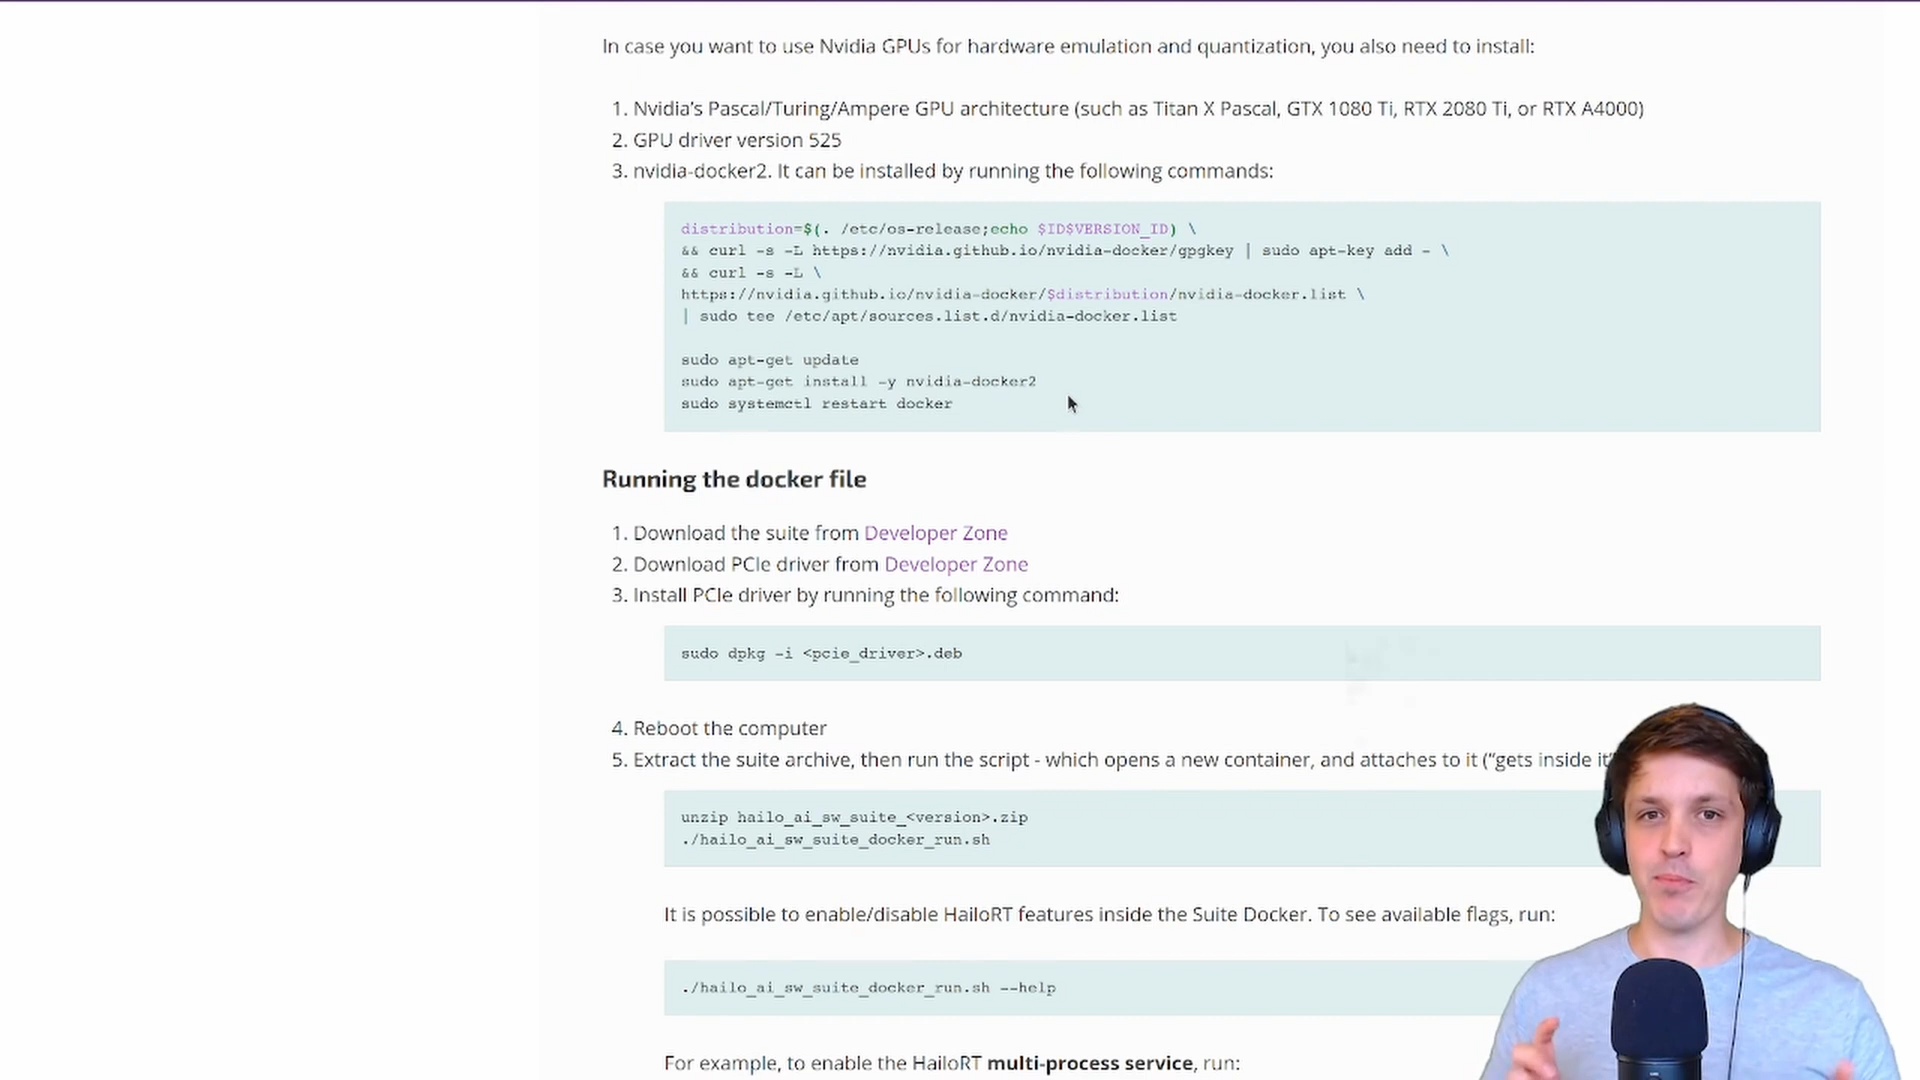 In case you want to use Nvidia GPUs for hardware emulation and quantization, you also need to install:
1. Nvidia's Pascal/Turing/Ampere GPU architecture (such as Titan X Pascal, GTX 1080 Ti, RTX 2080 Ti, or RTX A4000)
2. GPU driver version 525
3. nvidia-docker2. It can be installed by running the following commands:
distribution=$(. /etc/os-release;echo $ID$VERSION_ID) \
&& curl -s -L https://nvidia.github.io/nvidia-docker/gpgkey | sudo apt-key add - \
&& curl -s -L \
https://nvidia.github.io/nvidia-docker/$distribution/nvidia-docker.list \
| sudo tee /etc/apt/sources.list.d/nvidia-docker.list
sudo apt-get update
sudo apt-get install -y nvidia-docker2
sudo systemctl restart docker
Running the docker file
1. Download the suite from Developer Zone
2. Download PCIe driver from Developer Zone
3. Install PCIe driver by running the following command:
sudo dpkg -i <pcie_driver>.deb
4. Reboot the computer
5. Extract the suite archive, then run the script - which opens a new container, and attaches to it ("gets inside it"
unzip hailo_ai_sw_suite_<version>.zip
./hailo_ai_sw_suite_docker_run.sh
It is possible to enable/disable HailoRT features inside the Suite Docker. To see available flags, run:
./hailo_ai_sw_suite_docker_run.sh --help
For example, to enable the HailoRT multi-process service, run: